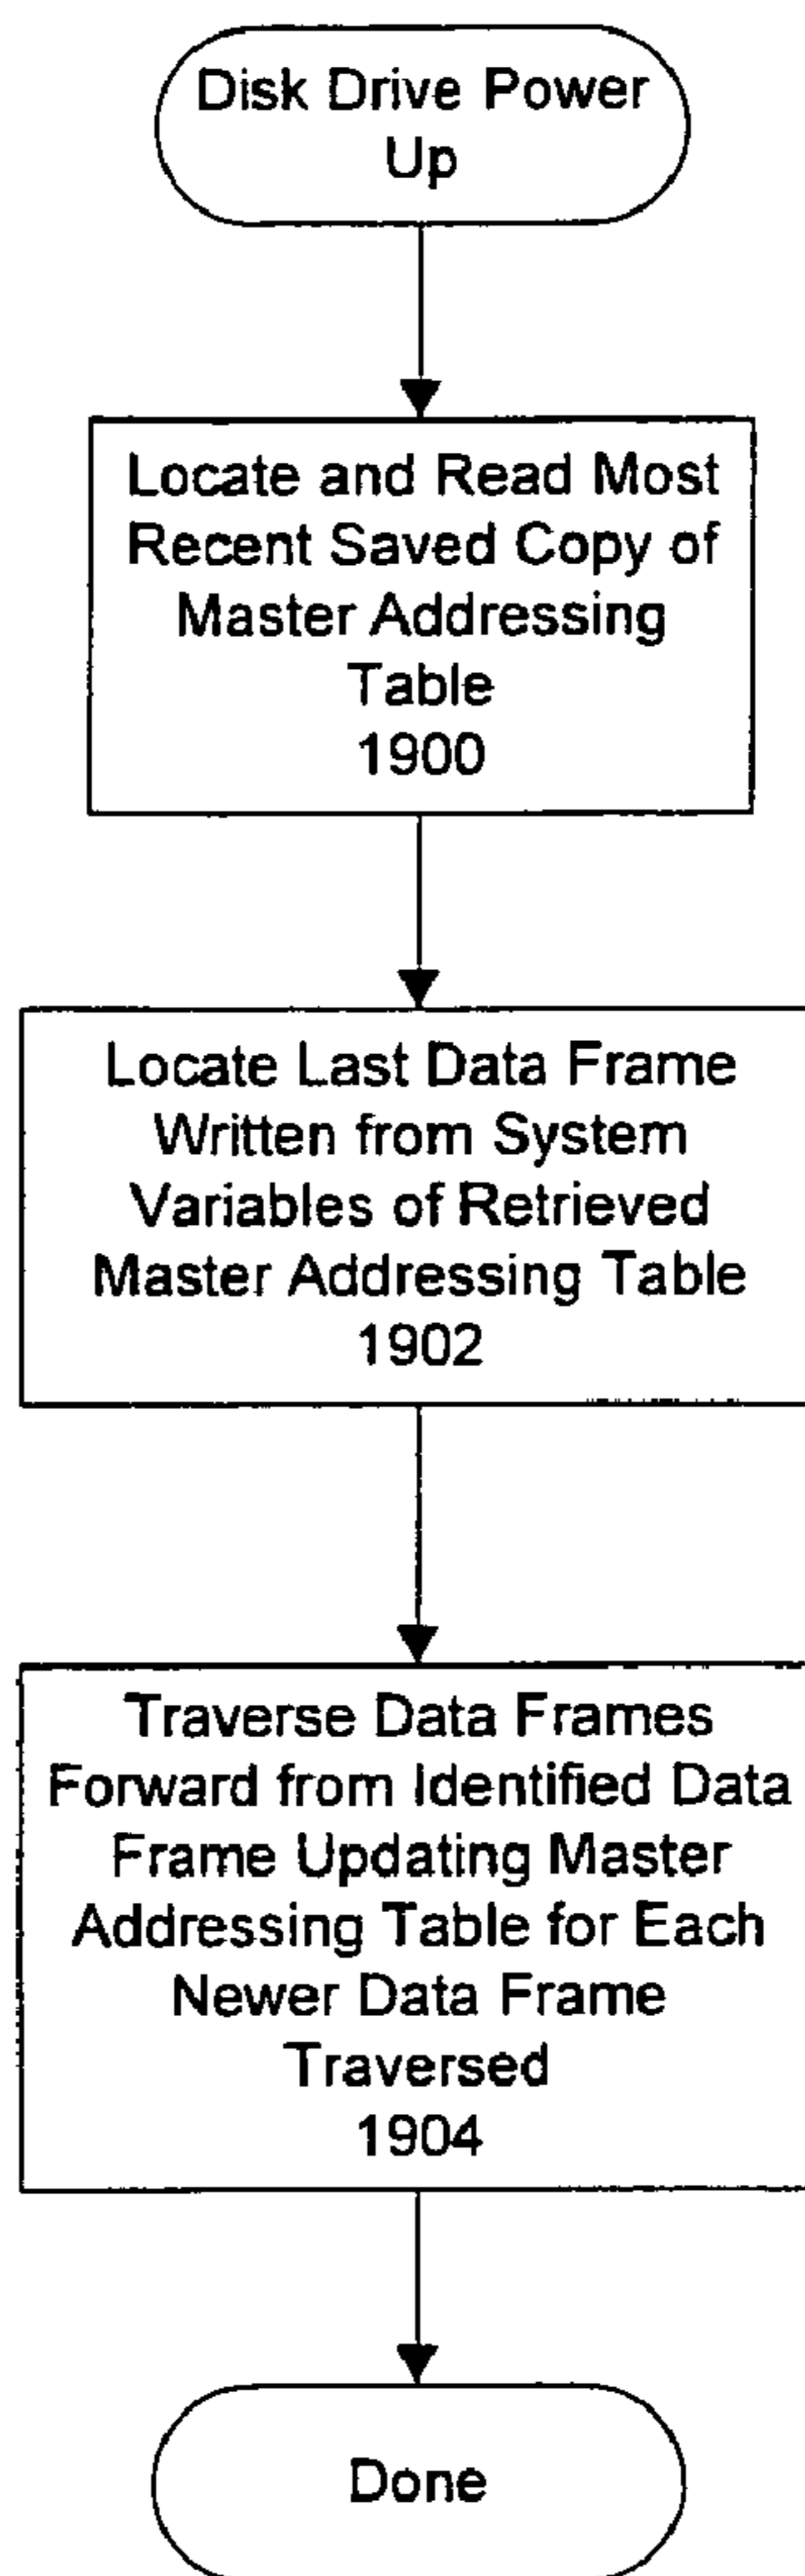 Disk Drive Power
Up
Locate and Read Most
Recent Saved Copy of
Master Addressing
Table
1900
Locate Last Data Frame
Written from System
Variables of Retrieved
Master Addressing Table
1902
Traverse Data Frames
Forward from Identified Data
Frame Updating Master
Addressing Table for Each
Newer Data Frame
Traversed
1904
Done